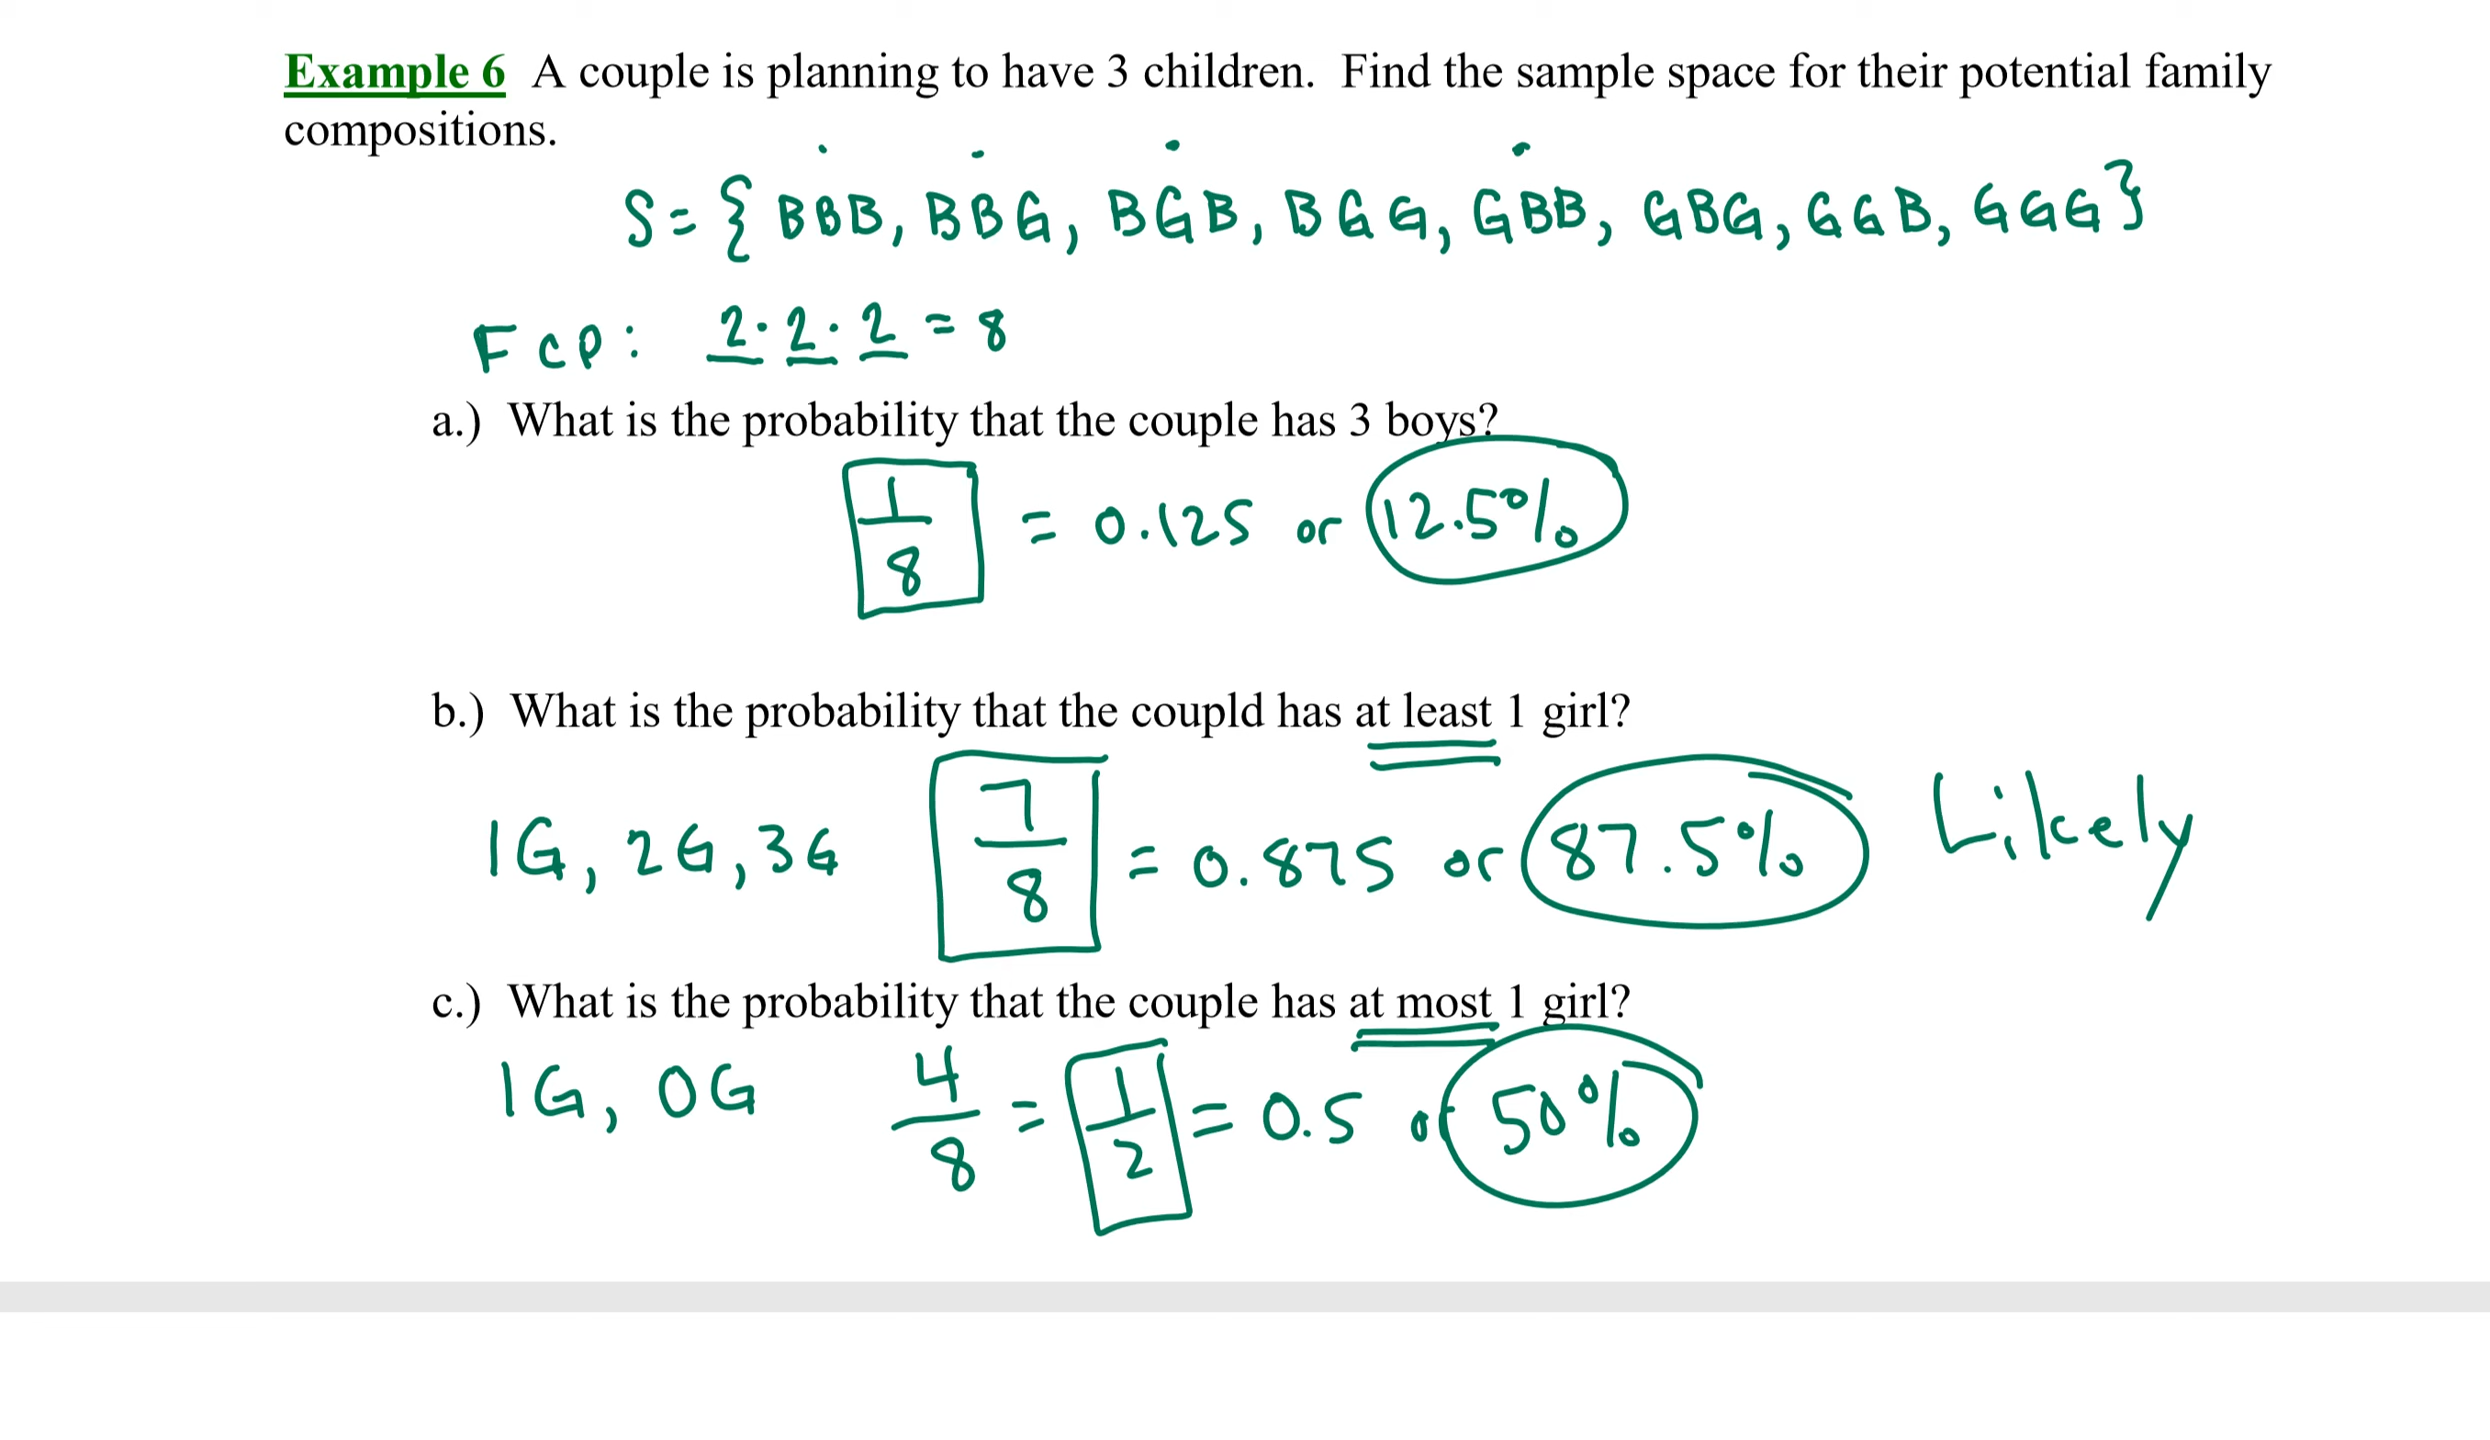 Example 6 A couple is planning to have 3 children. Find the sample space for their potential family
compositions.
S = { BBB, BBG, BGB, BGG, GBB, GBG, GGB, GGG }
FCP: 2 · 2 · 2 = 8
a.) What is the probability that the couple has 3 boys?
1/8 = 0.125 or 12.5%
b.) What is the probability that the coupld has at least 1 girl?
1G, 2G, 3G 7/8 = 0.875 or 87.5% Likely
c.) What is the probability that the couple has at most 1 girl?
1G, 0G 4/8 = 1/2 = 0.5 or 50%